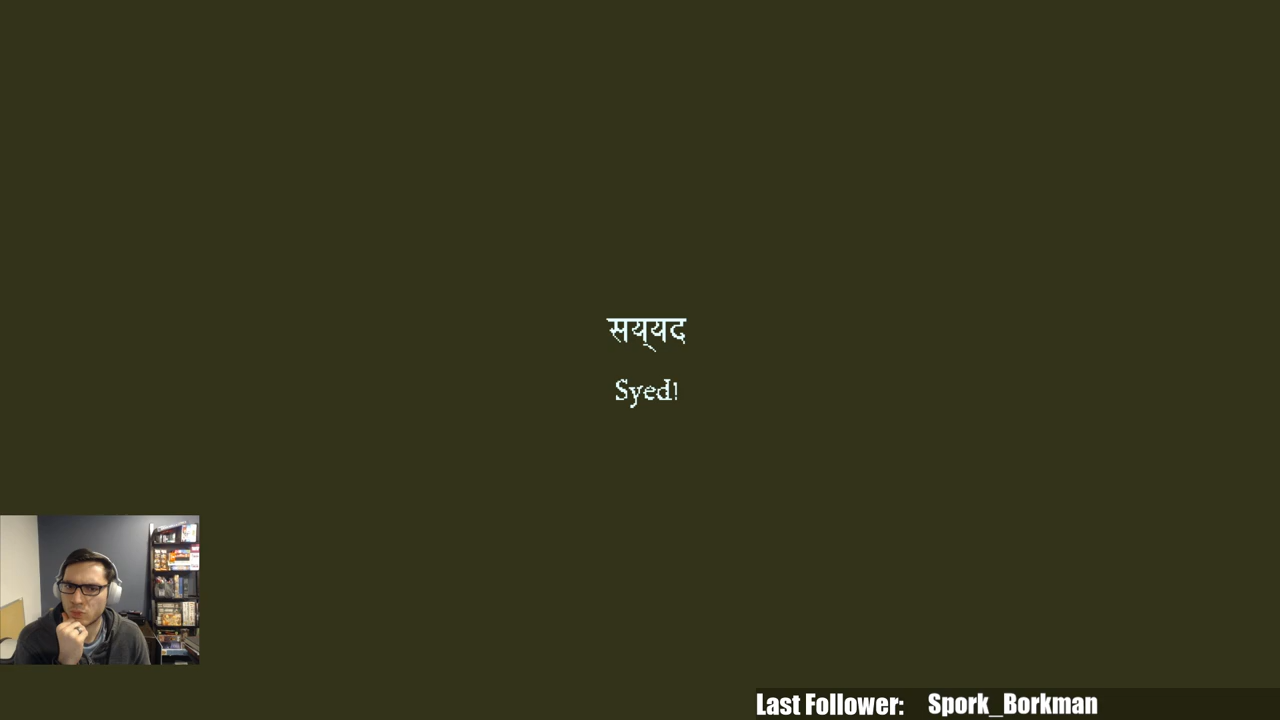 सय्‌यद
Syed!
Last Follower: Spork_Borkman